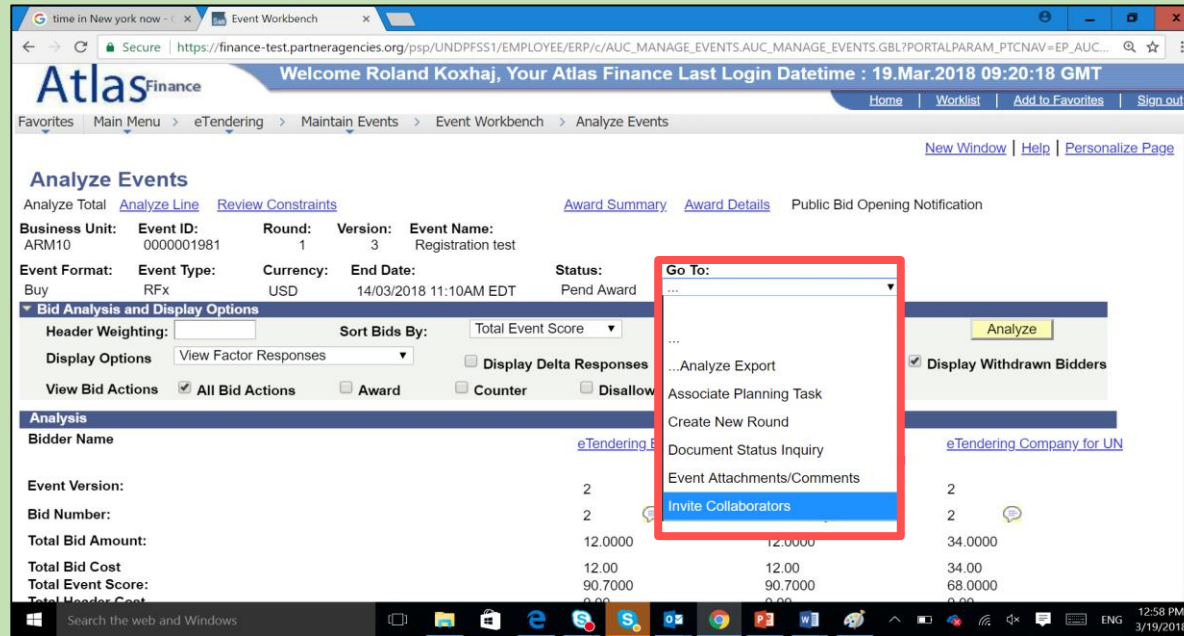 time in New york now -
Event Workbench
Secure | https://finance-test.partneragencies.org/psp/UNDPFSS1/EMPLOYEE/ERP/c/AUC_MANAGE_EVENTS.AUC_MANAGE_EVENTS.GBL?PORTALPARAM_PTCNAV=EP_AUC...
Atlas Finance
Welcome Roland Koxhaj, Your Atlas Finance Last Login Datetime : 19.Mar.2018 09:20:18 GMT
Home | Worklist | Add to Favorites | Sign out
Favorites Main Menu > eTendering > Maintain Events > Event Workbench > Analyze Events
New Window | Help | Personalize Page
Analyze Events
Analyze Total Analyze Line Review Constraints Award Summary Award Details Public Bid Opening Notification
Business Unit: Event ID: Round: Version: Event Name:
ARM10 0000001981 1 3 Registration test
Event Format: Event Type: Currency: End Date: Status: Go To:
Buy RFx USD 14/03/2018 11:10AM EDT Pend Award ...
Bid Analysis and Display Options
Header Weighting: Sort Bids By: Total Event Score Analyze
Display Options View Factor Responses Display Delta Responses Display Withdrawn Bidders
View Bid Actions All Bid Actions Award Counter Disallow
...
...Analyze Export
Associate Planning Task
Create New Round
Document Status Inquiry
Event Attachments/Comments
Invite Collaborators
Analysis
Bidder Name eTendering eTendering Company for UN
Event Version: 2 2
Bid Number: 2 2
Total Bid Amount: 12.0000 12.0000 34.0000
Total Bid Cost 12.00 12.00 34.00
Total Event Score: 90.7000 90.7000 68.0000
Total Header Cost 0.00 0.00 0.00
Search the web and Windows
ENG
12:58 PM
3/19/2018